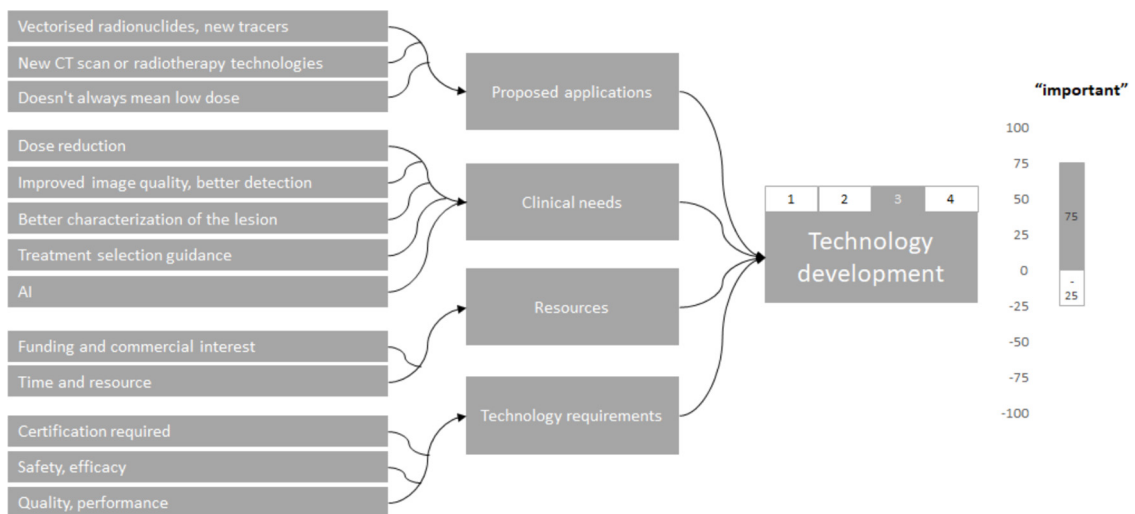 Vectorised radionuclides, new tracers
New CT scan or radiotherapy technologies
Doesn't always mean low dose
Proposed applications
Dose reduction
Improved image quality, better detection
Better characterization of the lesion
Treatment selection guidance
AI
Clinical needs
Funding and commercial interest
Time and resource
Resources
Certification required
Safety, efficacy
Quality, performance
Technology requirements
1 2 3 4
Technology
development
“important”
100
75
50
25
0
-25
-50
-75
-100
75
-
25